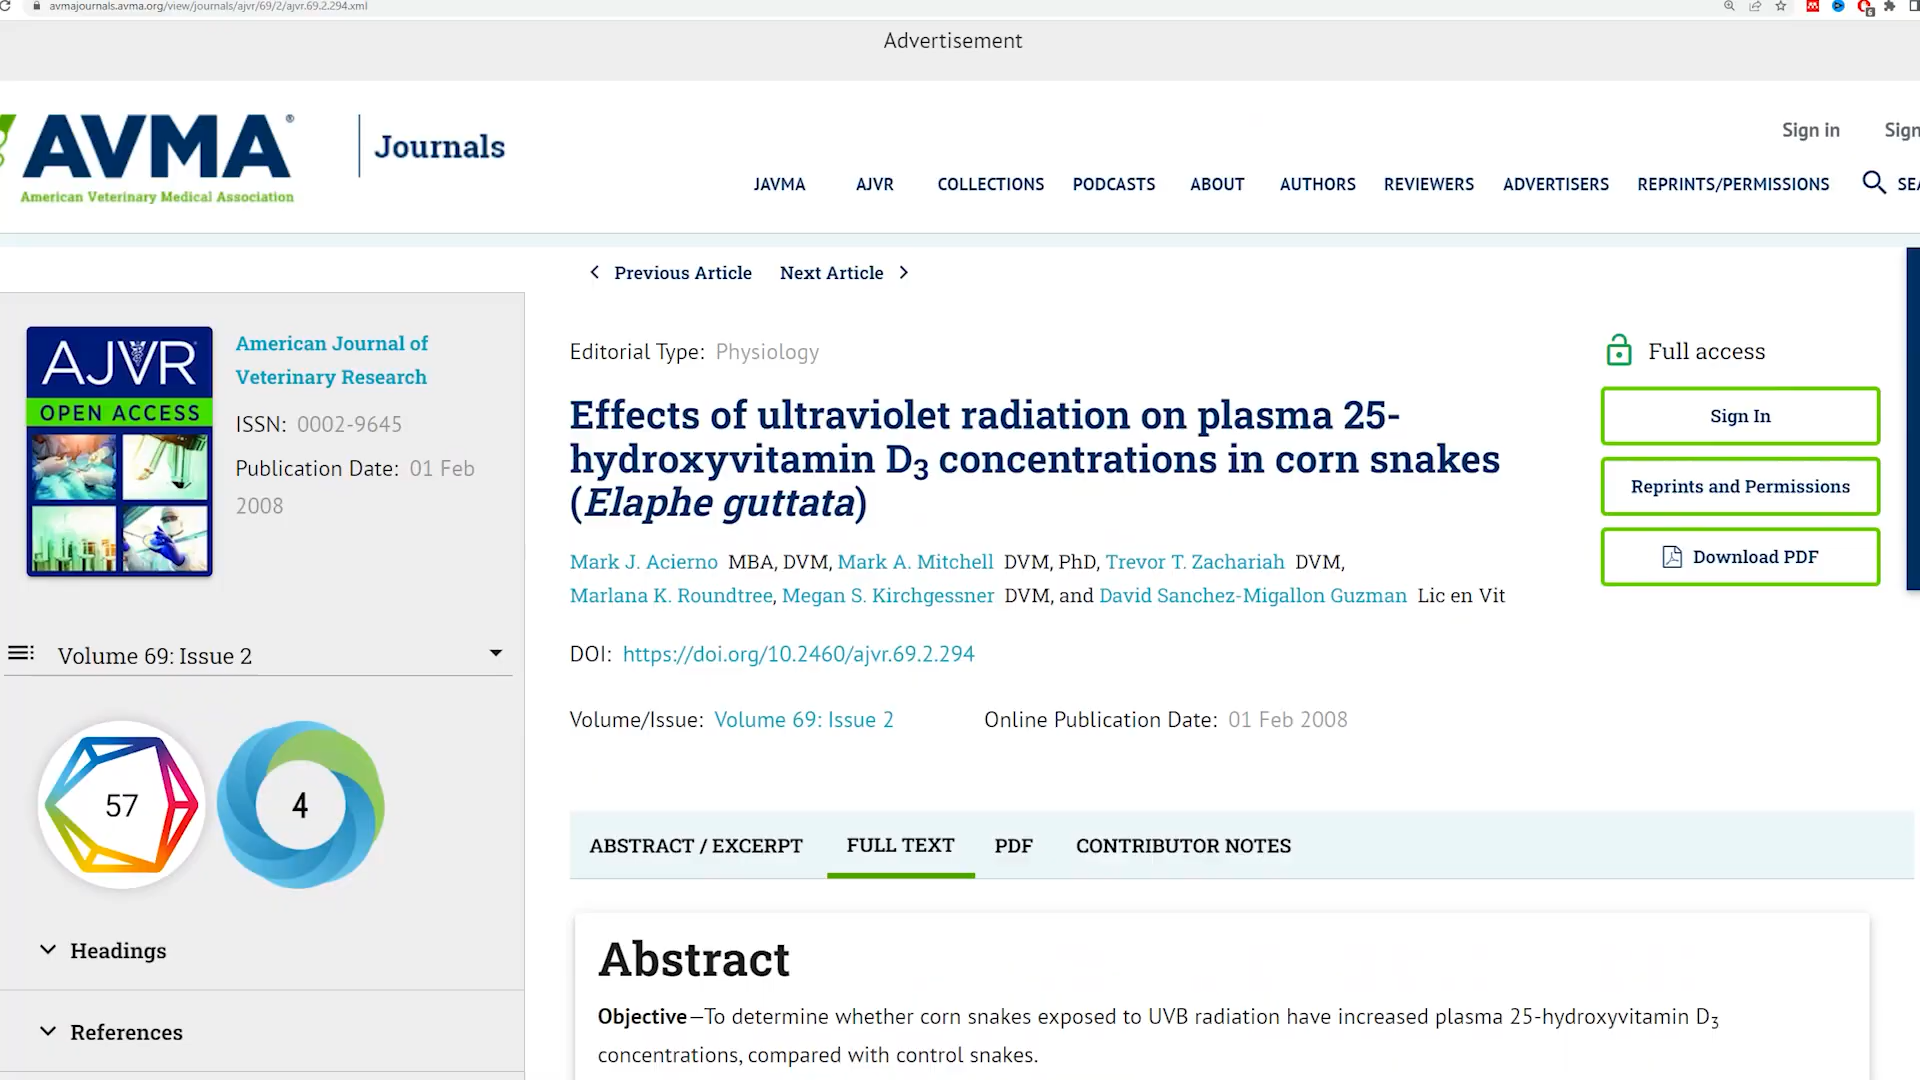 avmajournals.avma.org/view/journals/ajvr/69/2/ajvr.69.2.294.xml
Advertisement
AVMA®
American Veterinary Medical Association
Journals
Sign in
Sign
JAVMA
AJVR
COLLECTIONS
PODCASTS
ABOUT
AUTHORS
REVIEWERS
ADVERTISERS
REPRINTS/PERMISSIONS
SEA
Previous Article
Next Article
AJVR
OPEN ACCESS
American Journal of
Veterinary Research
ISSN: 0002-9645
Publication Date: 01 Feb
2008
Volume 69: Issue 2
57
4
Headings
References
Editorial Type: Physiology
Effects of ultraviolet radiation on plasma 25-
hydroxyvitamin D3 concentrations in corn snakes
(Elaphe guttata)
Mark J. Acierno MBA, DVM, Mark A. Mitchell DVM, PhD, Trevor T. Zachariah DVM,
Marlana K. Roundtree, Megan S. Kirchgessner DVM, and David Sanchez-Migallon Guzman Lic en Vit
DOI: https://doi.org/10.2460/ajvr.69.2.294
Volume/Issue: Volume 69: Issue 2
Online Publication Date: 01 Feb 2008
Full access
Sign In
Reprints and Permissions
Download PDF
ABSTRACT / EXCERPT
FULL TEXT
PDF
CONTRIBUTOR NOTES
Abstract
Objective—To determine whether corn snakes exposed to UVB radiation have increased plasma 25-hydroxyvitamin D3
concentrations, compared with control snakes.